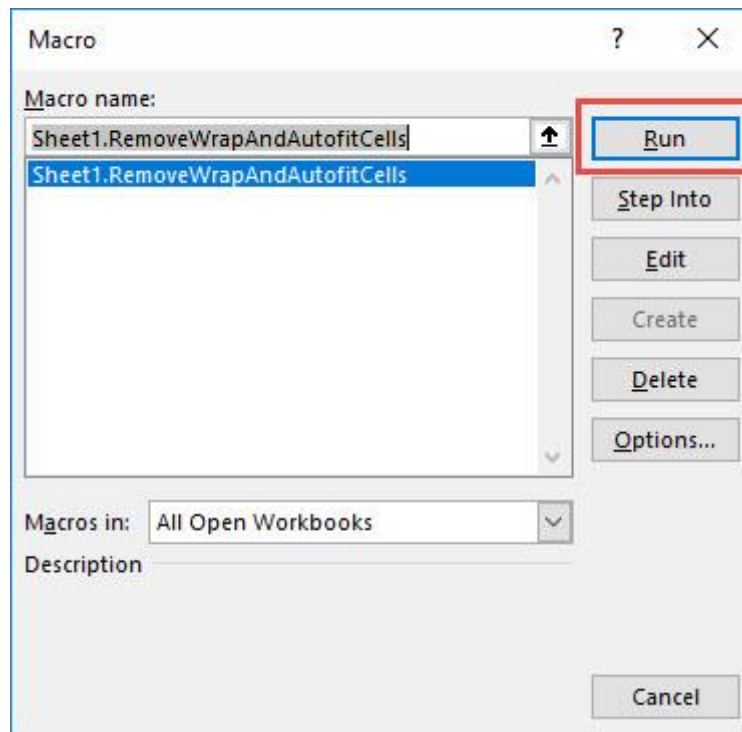 Macro
?
Macro name:
Sheet1.RemoveWrapAndAutofitCells
Sheet1.RemoveWrapAndAutofitCells
Run
Step Into
Edit
Create
Delete
Options...
Macros in: All Open Workbooks
Description
Cancel